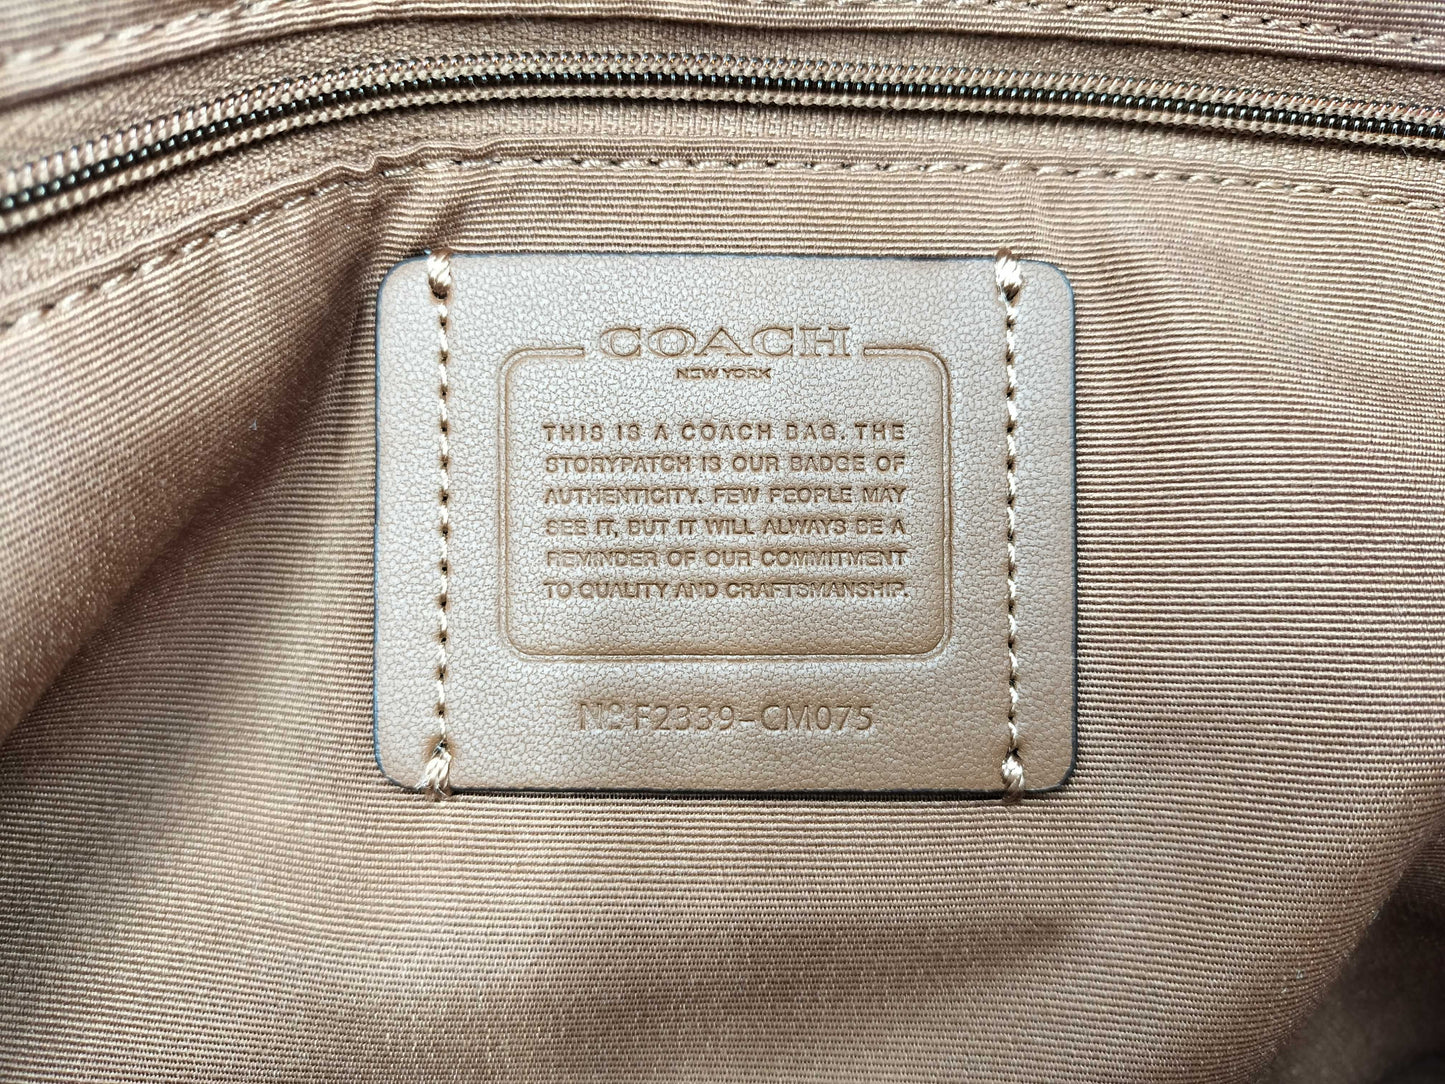 COACH
NEW YORK
THIS IS A COACH BAG. THE
STORYPATCH IS OUR BADGE OF
AUTHENTICITY. FEW PEOPLE MAY
SEE IT, BUT IT WILL ALWAYS BE A
REMINDER OF OUR COMMITMENT
TO QUALITY AND CRAFTSMANSHIP.
Nº F2339-CM075